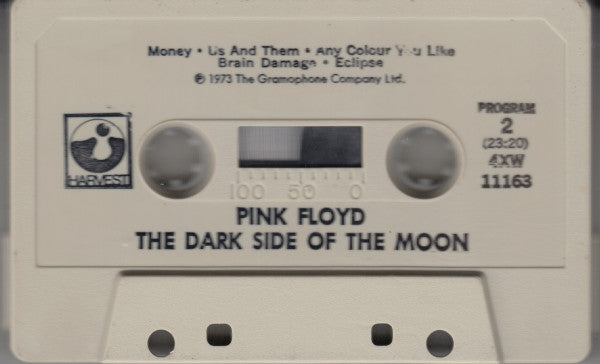 Money • Us And Them • Any Colour You Like
Brain Damage • Eclipse
℗ 1973 The Gramophone Company Ltd.
HARVEST
PROGRAM
2
(23:20)
4XW
11163
100 50 0
PINK FLOYD
THE DARK SIDE OF THE MOON